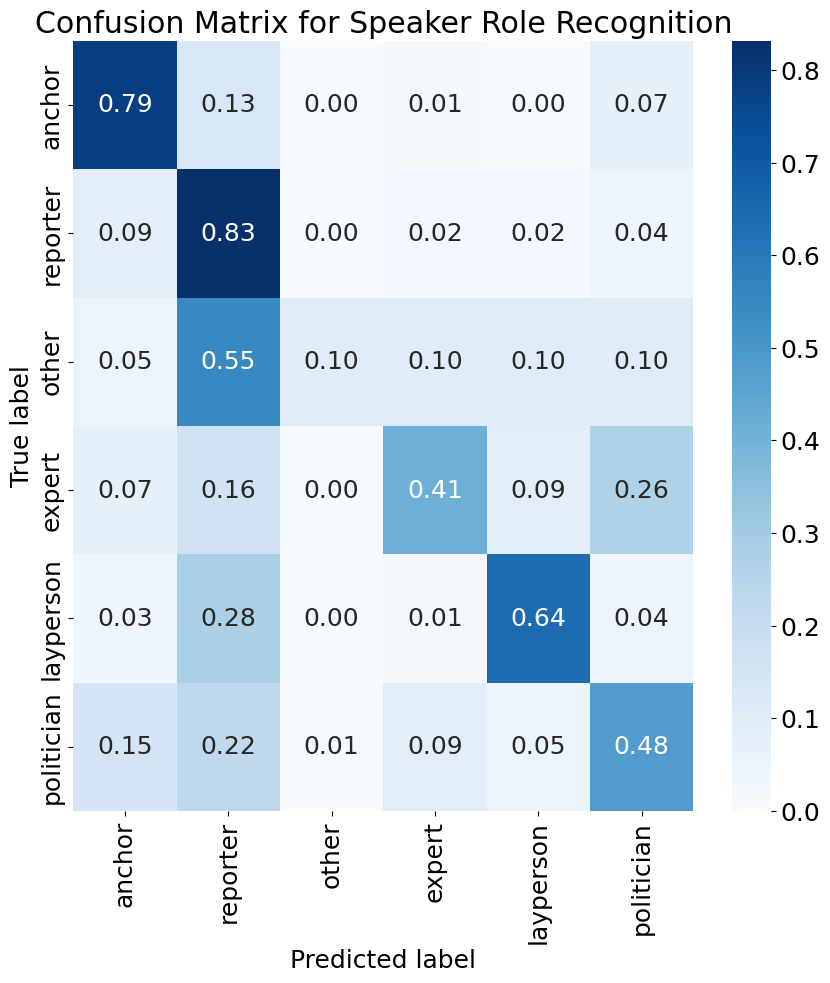 Confusion Matrix for Speaker Role Recognition
True label
anchor 0.79 0.13 0.00 0.01 0.00 0.07
reporter 0.09 0.83 0.00 0.02 0.02 0.04
other 0.05 0.55 0.10 0.10 0.10 0.10
expert 0.07 0.16 0.00 0.41 0.09 0.26
layperson 0.03 0.28 0.00 0.01 0.64 0.04
politician 0.15 0.22 0.01 0.09 0.05 0.48
anchor reporter other expert layperson politician
Predicted label
0.8
0.7
0.6
0.5
0.4
0.3
0.2
0.1
0.0